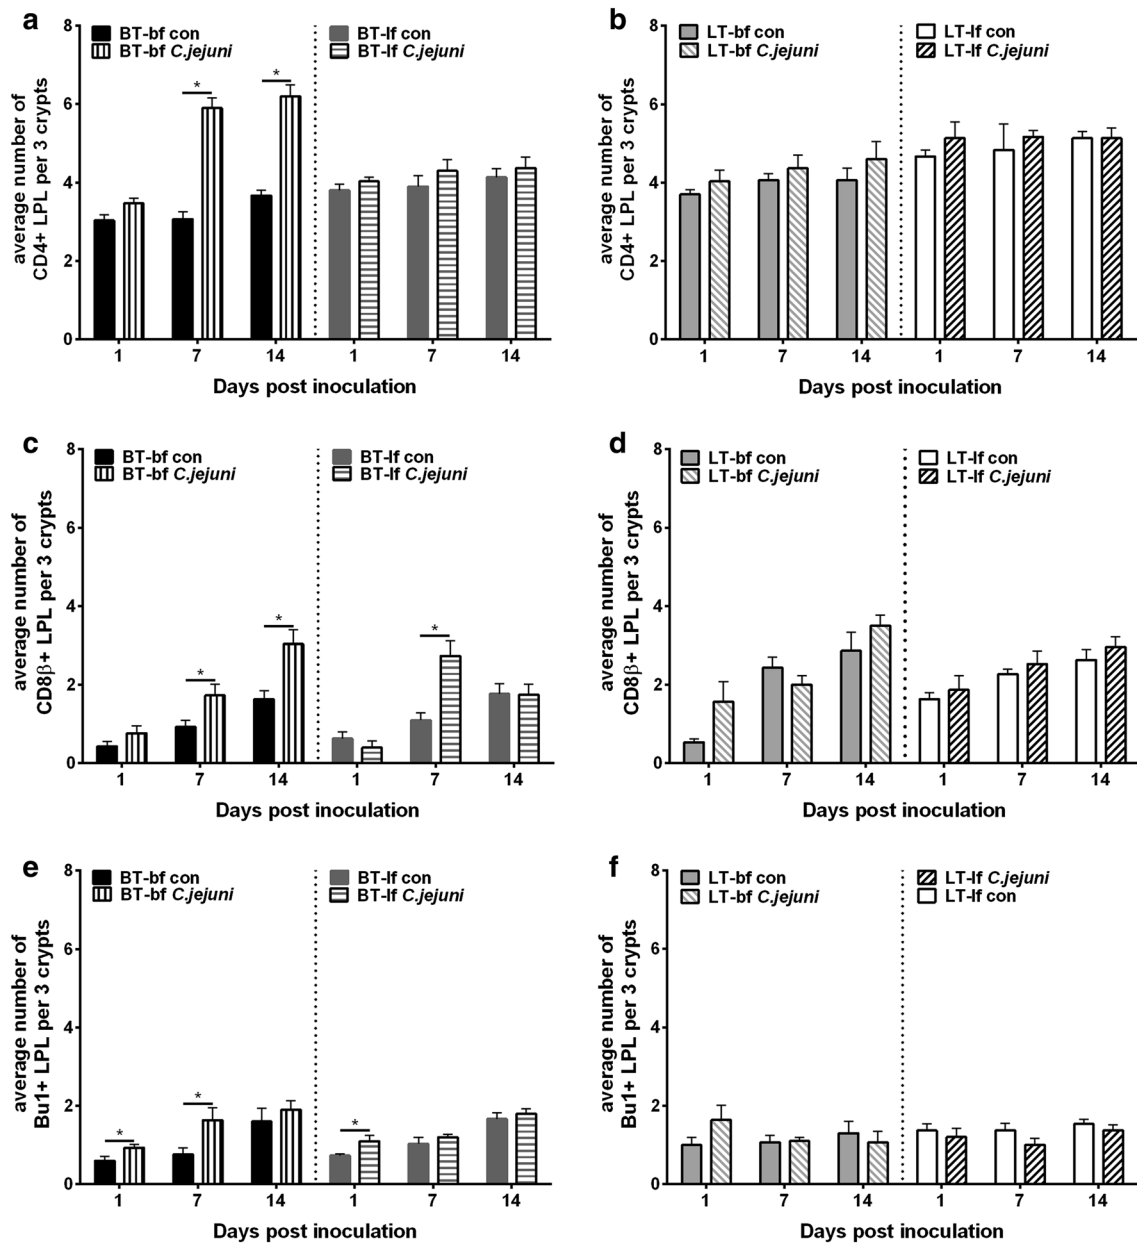 a
BT-bf con
BT-bf C.jejuni
BT-lf con
BT-lf C.jejuni
average number of
CD4+ LPL per 3 crypts
8
6
4
2
0
*
*
1 7 14 1 7 14
Days post inoculation
b
LT-bf con
LT-bf C.jejuni
LT-lf con
LT-lf C.jejuni
average number of
CD4+ LPL per 3 crypts
8
6
4
2
0
1 7 14 1 7 14
Days post inoculation
c
BT-bf con
BT-bf C.jejuni
BT-lf con
BT-lf C.jejuni
average number of
CD8β+ LPL per 3 crypts
8
6
4
2
0
*
*
*
1 7 14 1 7 14
Days post inoculation
d
LT-bf con
LT-bf C.jejuni
LT-lf con
LT-lf C.jejuni
average number of
CD8β+ LPL per 3 crypts
8
6
4
2
0
1 7 14 1 7 14
Days post inoculation
e
BT-bf con
BT-bf C.jejuni
BT-lf con
BT-lf C.jejuni
average number of
Bu1+ LPL per 3 crypts
8
6
4
2
0
*
*
*
1 7 14 1 7 14
Days post inoculation
f
LT-bf con
LT-bf C.jejuni
LT-lf C.jejuni
LT-lf con
average number of
Bu1+ LPL per 3 crypts
8
6
4
2
0
1 7 14 1 7 14
Days post inoculation